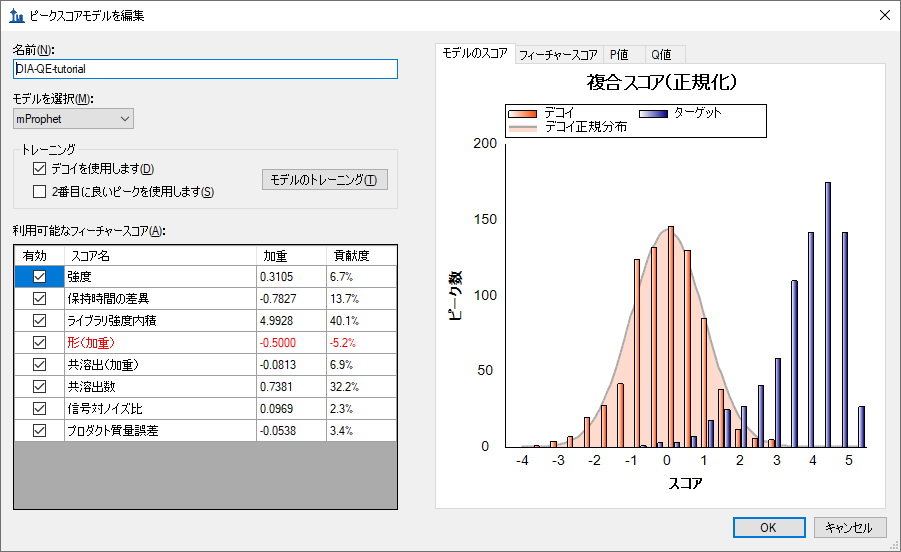 ピークスコアモデルを編集
名前(N):
DIA-QE-tutorial
モデルを選択(M):
mProphet
トレーニング
デコイを使用します(D)
2番目に良いピークを使用します(S)
モデルのトレーニング(T)
利用可能なフィーチャースコア(A):
有効 スコア名 加重 貢献度
強度 0.3105 6.7%
保持時間の差異 -0.7827 13.7%
ライブラリ強度内積 4.9928 40.1%
形(加重) -0.5000 -5.2%
共溶出(加重) -0.0813 6.9%
共溶出数 0.7381 32.2%
信号対ノイズ比 0.0969 2.3%
プロダクト質量誤差 -0.0538 3.4%
モデルのスコア フィーチャースコア P値 Q値
複合スコア(正規化)
デコイ ターゲット
デコイ正規分布
200
150
100
50
0
ピーク数
-4 -3 -2 -1 0 1 2 3 4 5
スコア
OK キャンセル